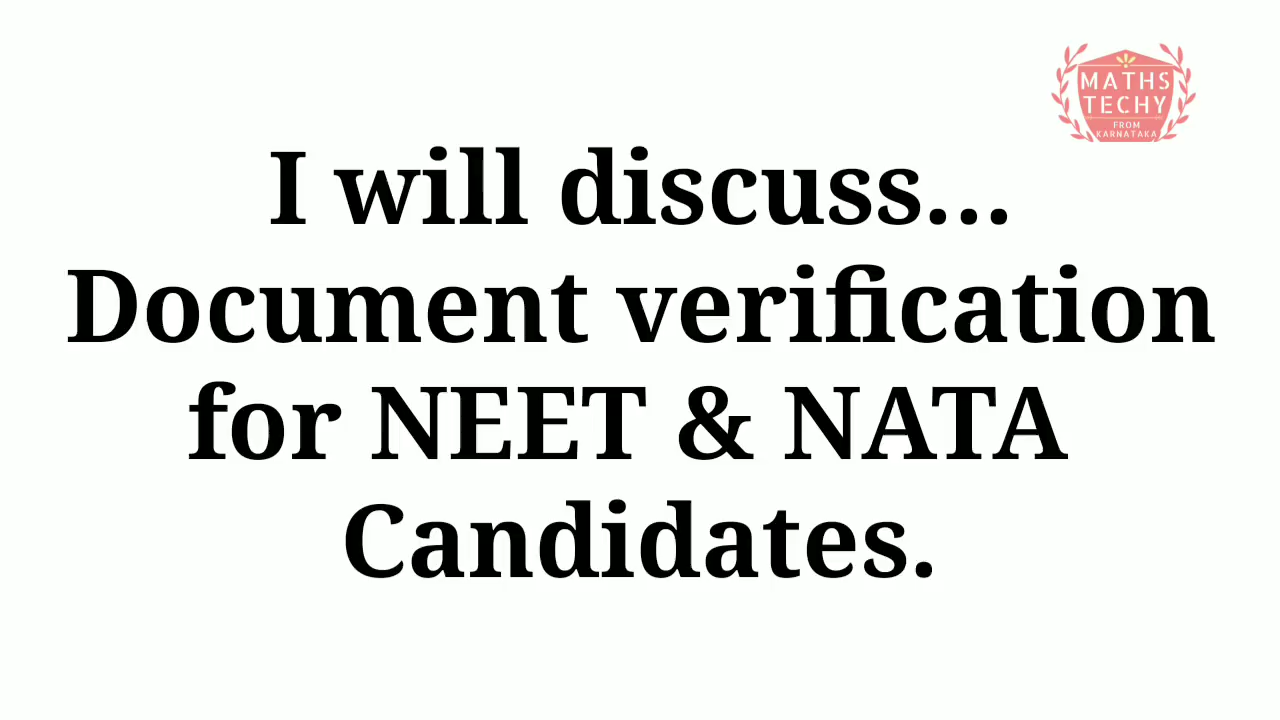 MATHS
TECHY
FROM
KARNATAKA
I will discuss...
Document verification
for NEET & NATA
Candidates.